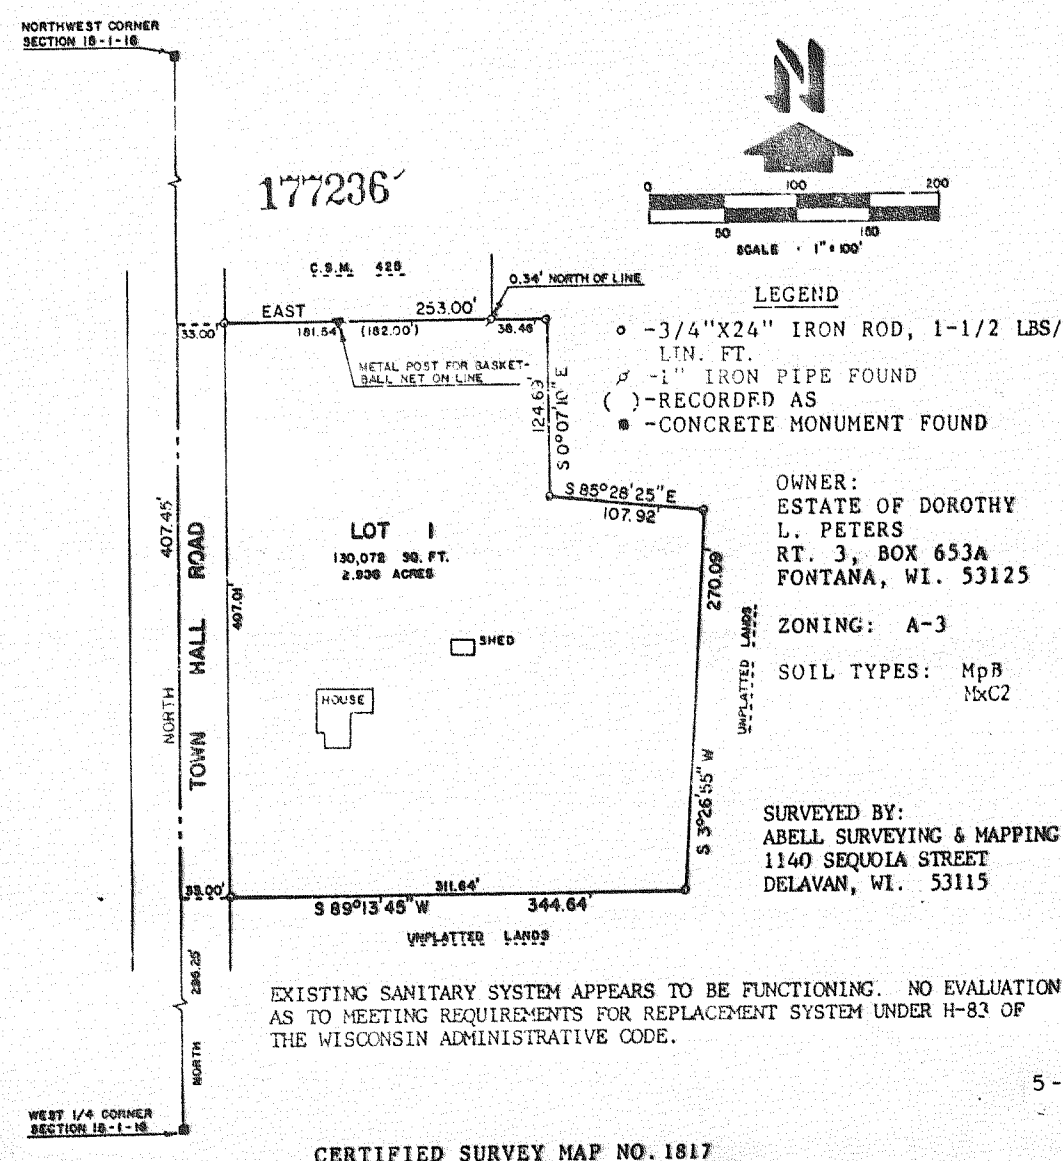 NORTHWEST CORNER
SECTION 18-1-16
N
177236
0 100 200
50 150
SCALE 1"=100'
C.S.M. 428
0.34' NORTH OF LINE
EAST 253.00'
33.00'
181.54' (182.00') 38.46'
METAL POST FOR BASKET-
BALL NET ON LINE
LEGEND
-3/4"X24" IRON ROD, 1-1/2 LBS/
LIN. FT.
-1" IRON PIPE FOUND
( )-RECORDED AS
-CONCRETE MONUMENT FOUND
124.69'
S 0°07'10" E
S 85°28'25" E
107.92'
OWNER:
ESTATE OF DOROTHY
L. PETERS
RT. 3, BOX 653A
FONTANA, WI. 53125
ZONING: A-3
SOIL TYPES: MpB
MxC2
LOT 1
130,072 SQ. FT.
2.986 ACRES
407.45'
NORTH
TOWN HALL ROAD
407.01'
270.09'
S 3°26'55" W
UNPLATTED LANDS
SHED
HOUSE
SURVEYED BY:
ABELL SURVEYING & MAPPING
1140 SEQUOIA STREET
DELAVAN, WI. 53115
33.00'
311.64'
S 89°13'45" W 344.64'
UNPLATTED LANDS
NORTH
EXISTING SANITARY SYSTEM APPEARS TO BE FUNCTIONING. NO EVALUATION
AS TO MEETING REQUIREMENTS FOR REPLACEMENT SYSTEM UNDER H-83 OF
THE WISCONSIN ADMINISTRATIVE CODE.
5-
WEST 1/4 CORNER
SECTION 18-1-16
CERTIFIED SURVEY MAP NO. 1817